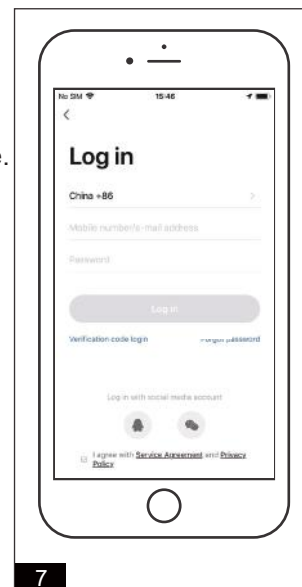 e.
No SIM 15:46
Log in
China +86
Mobile number/e-mail address
Password
Log in
Verification code login Forgot password
Log in with social media account
I agree with Service Agreement and Privacy
Policy
7